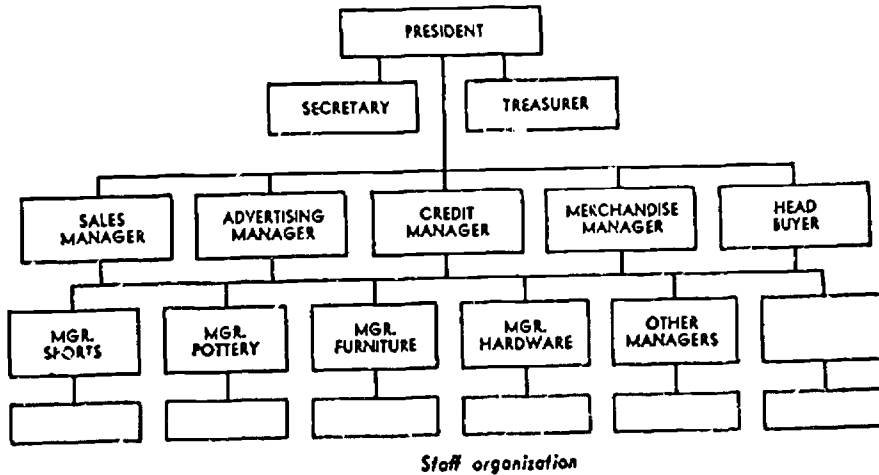 PRESIDENT
SECRETARY
TREASURER
SALES
MANAGER
ADVERTISING
MANAGER
CREDIT
MANAGER
MERCHANDISE
MANAGER
HEAD
BUYER
MGR.
SPORTS
MGR.
POTTERY
MGR.
FURNITURE
MGR.
HARDWARE
OTHER
MANAGERS
Staff organization